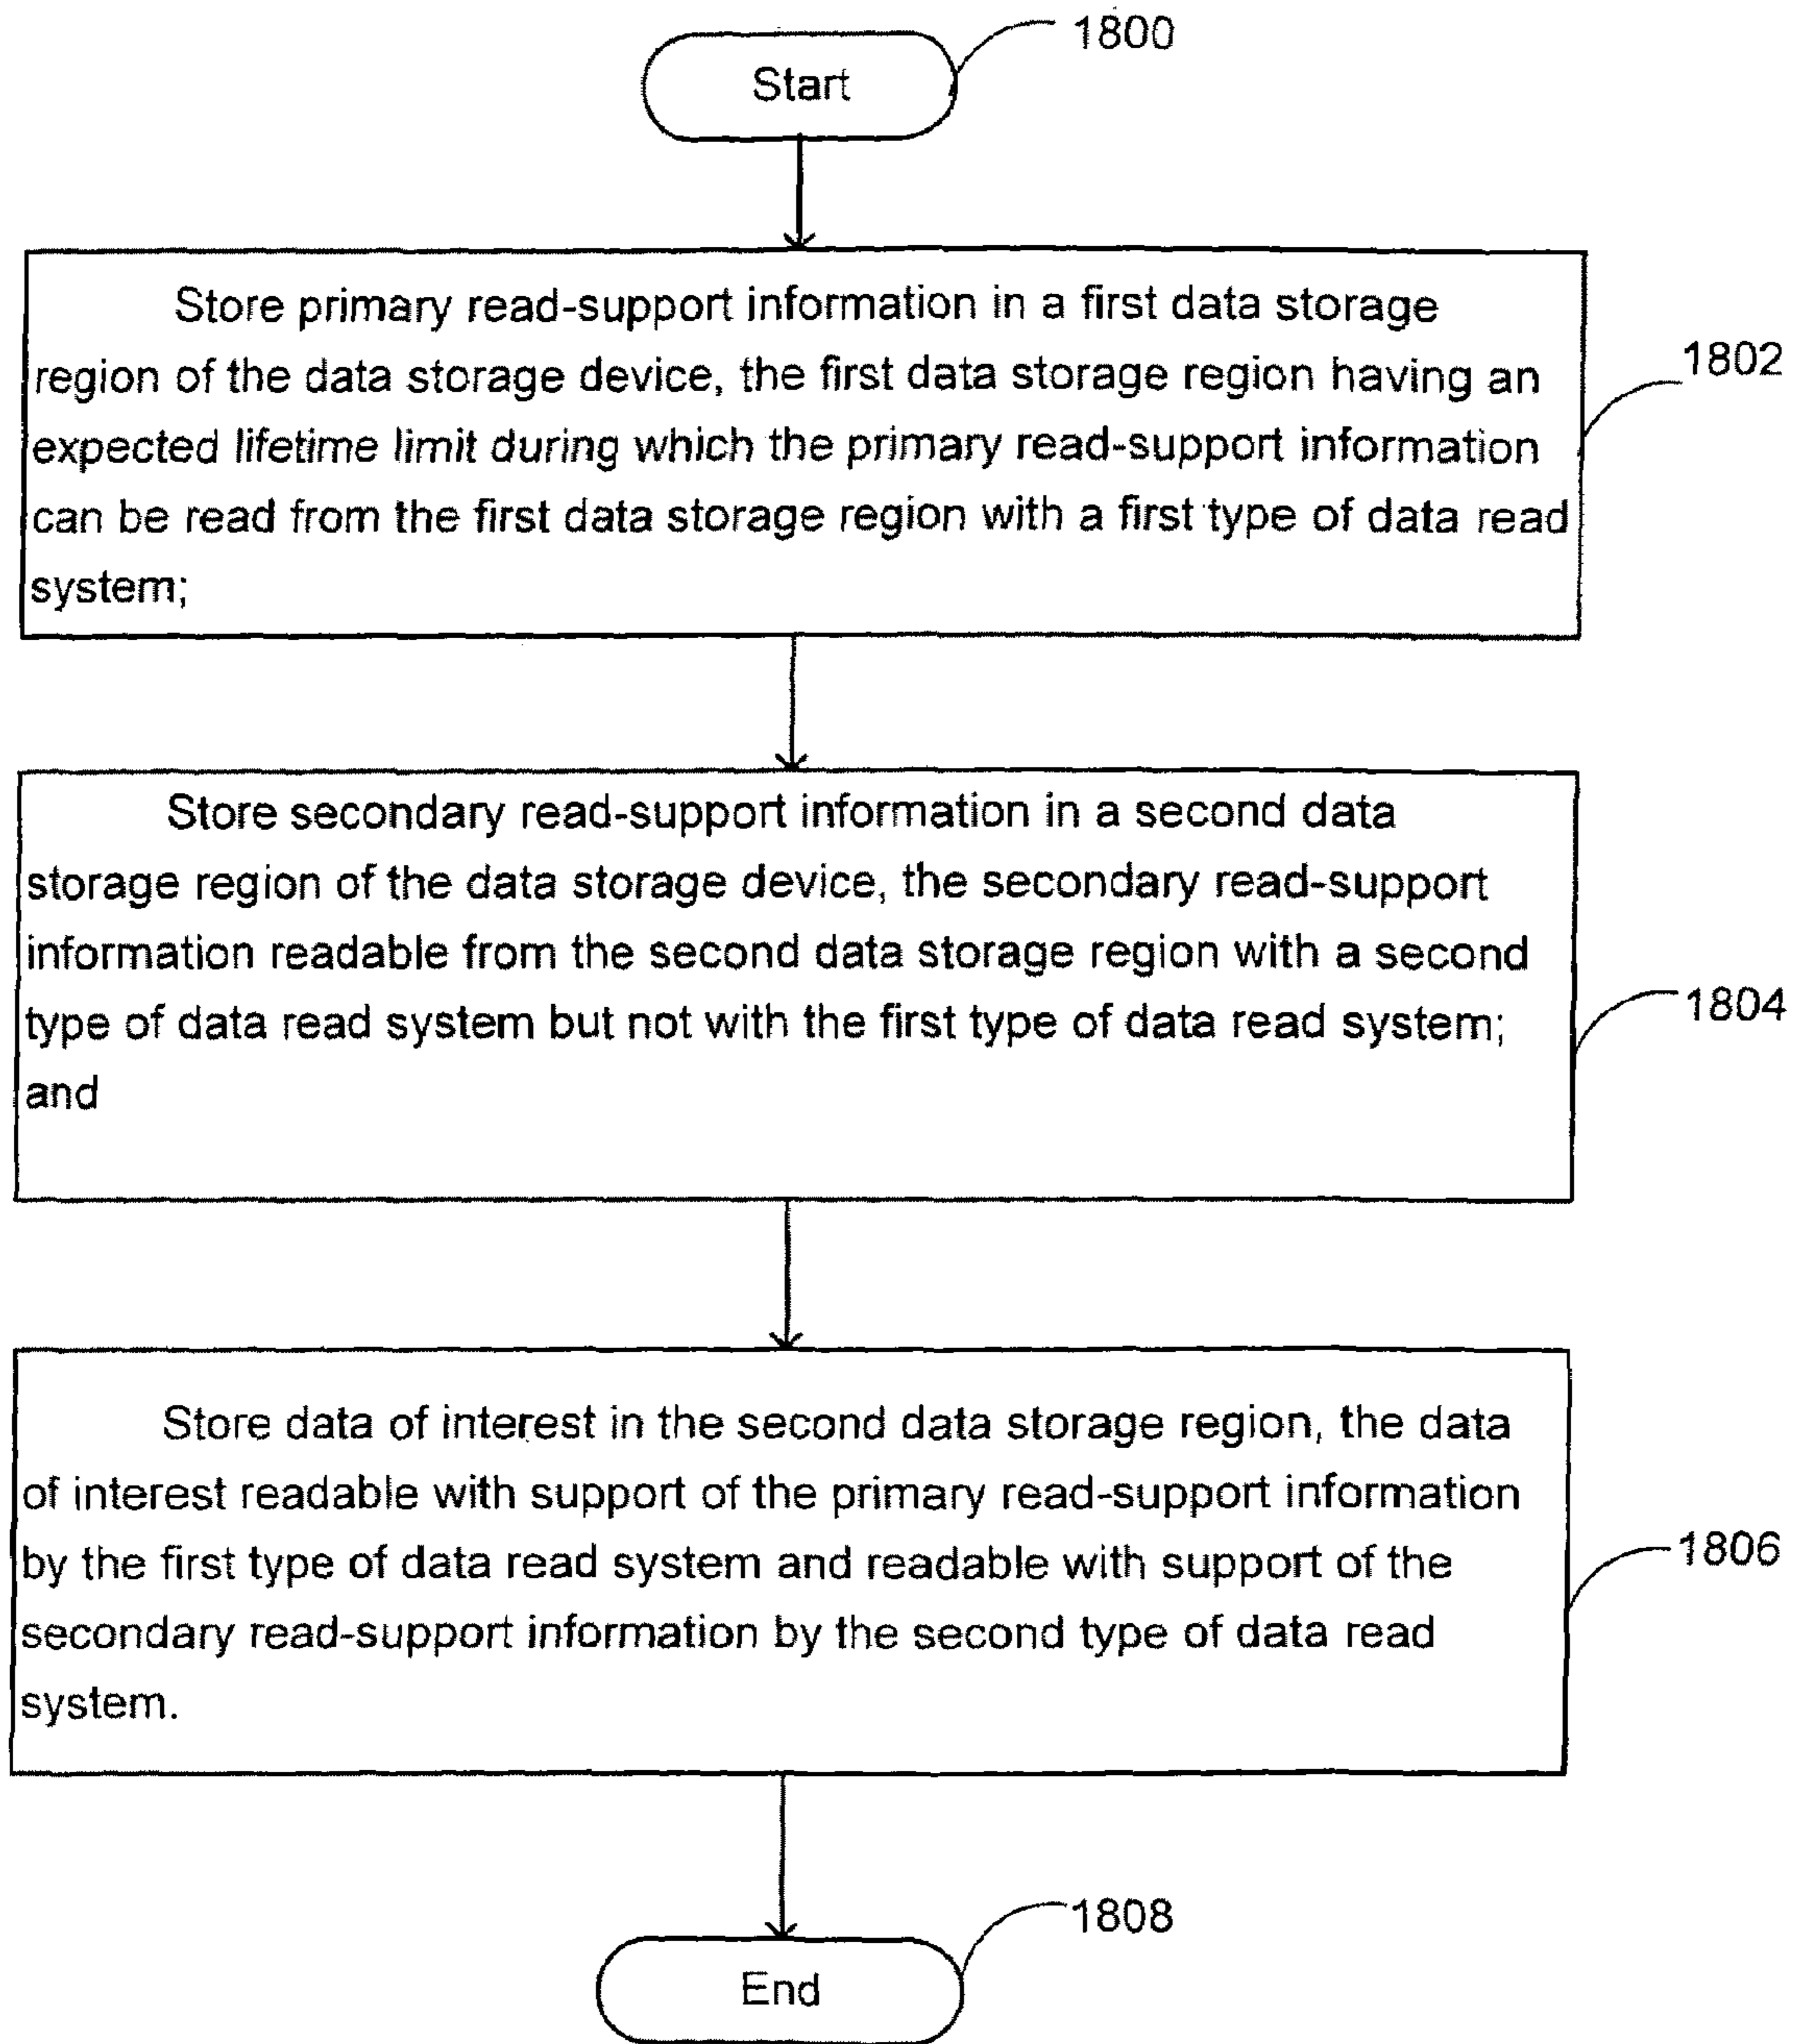 1800
Start
Store primary read-support information in a first data storage
region of the data storage device, the first data storage region having an
expected lifetime limit during which the primary read-support information
can be read from the first data storage region with a first type of data read
system;
1802
Store secondary read-support information in a second data
storage region of the data storage device, the secondary read-support
information readable from the second data storage region with a second
type of data read system but not with the first type of data read system;
and
1804
Store data of interest in the second data storage region, the data
of interest readable with support of the primary read-support information
by the first type of data read system and readable with support of the
secondary read-support information by the second type of data read
system.
1806
1808
End